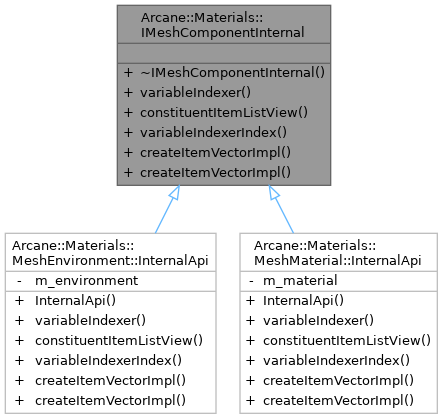 Arcane::Materials::
IMeshComponentInternal
+ ~IMeshComponentInternal()
+ variableIndexer()
+ constituentItemListView()
+ variableIndexerIndex()
+ createItemVectorImpl()
+ createItemVectorImpl()
Arcane::Materials::
MeshEnvironment::InternalApi
- m_environment
+ InternalApi()
+ variableIndexer()
+ constituentItemListView()
+ variableIndexerIndex()
+ createItemVectorImpl()
+ createItemVectorImpl()
Arcane::Materials::
MeshMaterial::InternalApi
- m_material
+ InternalApi()
+ variableIndexer()
+ constituentItemListView()
+ variableIndexerIndex()
+ createItemVectorImpl()
+ createItemVectorImpl()